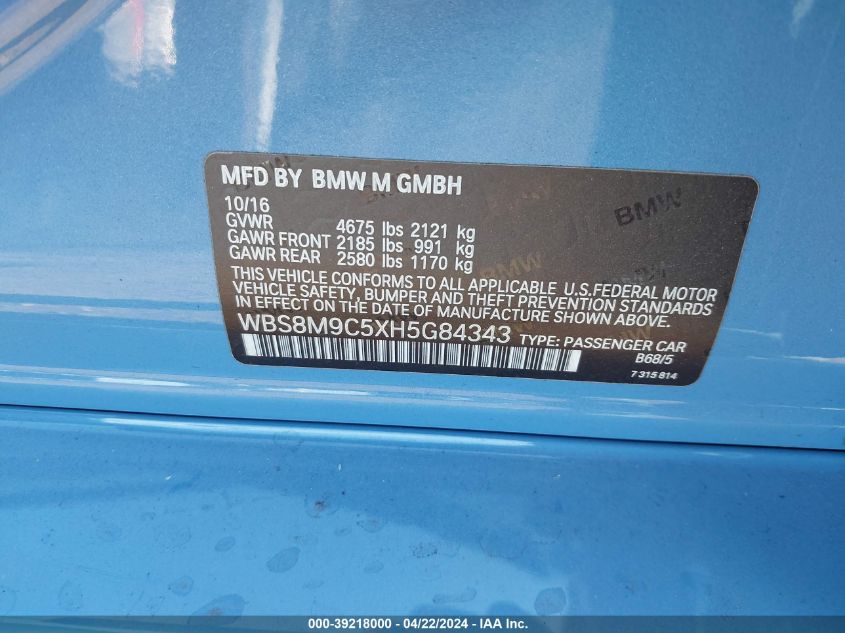 MFD BY BMW M GMBH
10/16
GVWR 4675 lbs 2121 kg
GAWR FRONT 2185 lbs 991 kg
GAWR REAR 2580 lbs 1170 kg
THIS VEHICLE CONFORMS TO ALL APPLICABLE U.S.FEDERAL MOTOR
VEHICLE SAFETY, BUMPER AND THEFT PREVENTION STANDARDS
IN EFFECT ON THE DATE OF MANUFACTURE SHOWN ABOVE.
WBS8M9C5XH5G84343 TYPE: PASSENGER CAR
B68/5
7315814
BMW
BMW
000-39218000 - 04/22/2024 - IAA Inc.